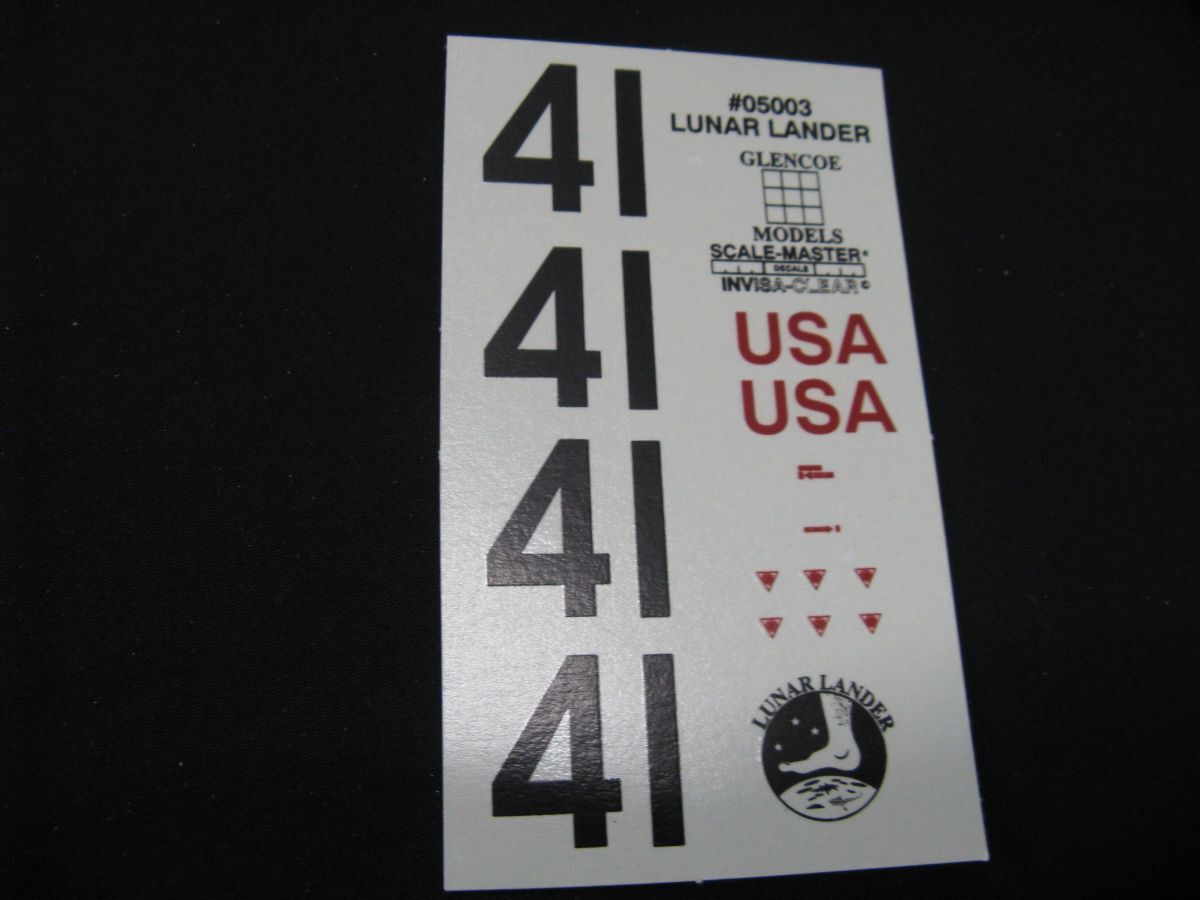 41
41
41
41
#05003
LUNAR LANDER
GLENCOE
MODELS
SCALE-MASTER
DECALS
INVISA-CLEAR©
USA
USA
LUNAR LANDER